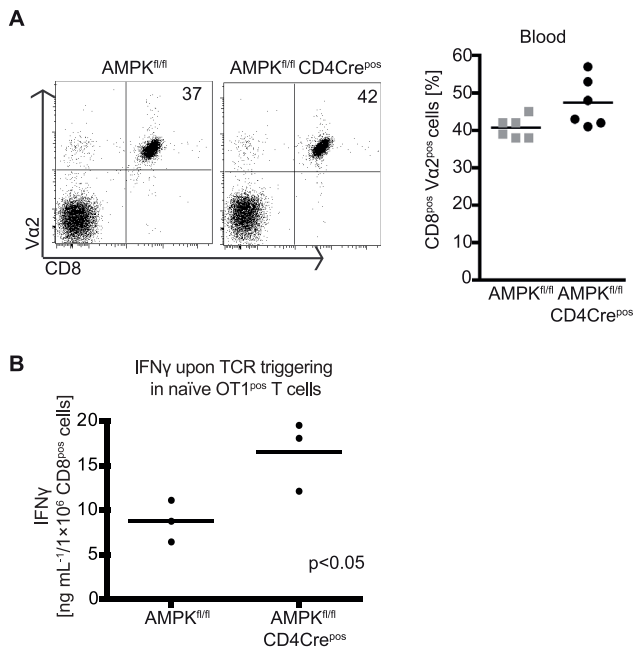 A
AMPKfl/fl
AMPKfl/fl CD4Crepos
37
42
Vα2
CD8
Blood
CD8pos Vα2pos cells [%]
60
50
40
30
20
10
0
AMPKfl/fl
AMPKfl/fl
CD4Crepos
B
IFNγ upon TCR triggering
in naïve OT1pos T cells
IFNγ
[ng mL-1/1×106 CD8pos cells]
20
15
10
5
0
p<0.05
AMPKfl/fl
AMPKfl/fl
CD4Crepos